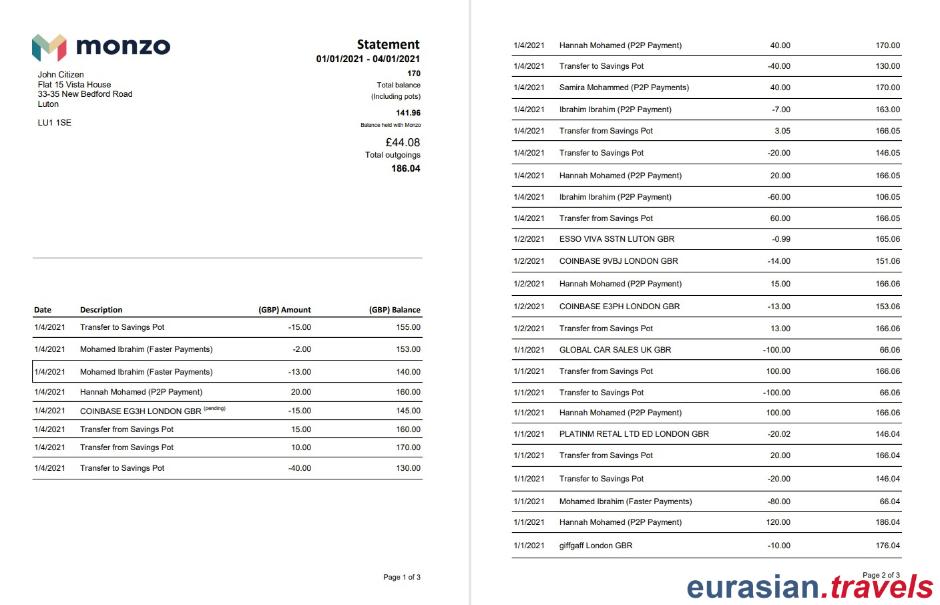 monzo
Statement
01/01/2021 - 04/01/2021
John Citizen
Flat 15 Vista House
33-35 New Bedford Road
Luton
LU1 1SE
170
Total balance
(Including pots)
141.96
Balance held with Monzo
£44.08
Total outgoings
186.04
Date Description (GBP) Amount (GBP) Balance
1/4/2021 Transfer to Savings Pot -15.00 155.00
1/4/2021 Mohamed Ibrahim (Faster Payments) -2.00 153.00
1/4/2021 Mohamed Ibrahim (Faster Payments) -13.00 140.00
1/4/2021 Hannah Mohamed (P2P Payment) 20.00 160.00
1/4/2021 COINBASE EG3H LONDON GBR (pending) -15.00 145.00
1/4/2021 Transfer from Savings Pot 15.00 160.00
1/4/2021 Transfer from Savings Pot 10.00 170.00
1/4/2021 Transfer to Savings Pot -40.00 130.00
Page 1 of 3
1/4/2021 Hannah Mohamed (P2P Payment) 40.00 170.00
1/4/2021 Transfer to Savings Pot -40.00 130.00
1/4/2021 Samira Mohammed (P2P Payments) 40.00 170.00
1/4/2021 Ibrahim Ibrahim (P2P Payment) -7.00 163.00
1/4/2021 Transfer from Savings Pot 3.05 166.05
1/4/2021 Transfer to Savings Pot -20.00 146.05
1/4/2021 Hannah Mohamed (P2P Payment) 20.00 166.05
1/4/2021 Ibrahim Ibrahim (P2P Payment) -60.00 106.05
1/4/2021 Transfer from Savings Pot 60.00 166.05
1/2/2021 ESSO VIVA SSTN LUTON GBR -0.99 165.06
1/2/2021 COINBASE 9VBJ LONDON GBR -14.00 151.06
1/2/2021 Hannah Mohamed (P2P Payment) 15.00 166.06
1/2/2021 COINBASE E3PH LONDON GBR -13.00 153.06
1/2/2021 Transfer from Savings Pot 13.00 166.06
1/1/2021 GLOBAL CAR SALES UK GBR -100.00 66.06
1/1/2021 Transfer from Savings Pot 100.00 166.06
1/1/2021 Transfer to Savings Pot -100.00 66.06
1/1/2021 Hannah Mohamed (P2P Payment) 100.00 166.06
1/1/2021 PLATINM RETAL LTD ED LONDON GBR -20.02 146.04
1/1/2021 Transfer from Savings Pot 20.00 166.04
1/1/2021 Transfer to Savings Pot -20.00 146.04
1/1/2021 Mohamed Ibrahim (Faster Payments) -80.00 66.04
1/1/2021 Hannah Mohamed (P2P Payment) 120.00 186.04
1/1/2021 giffgaff London GBR -10.00 176.04
Page 2 of 3
eurasian.travels